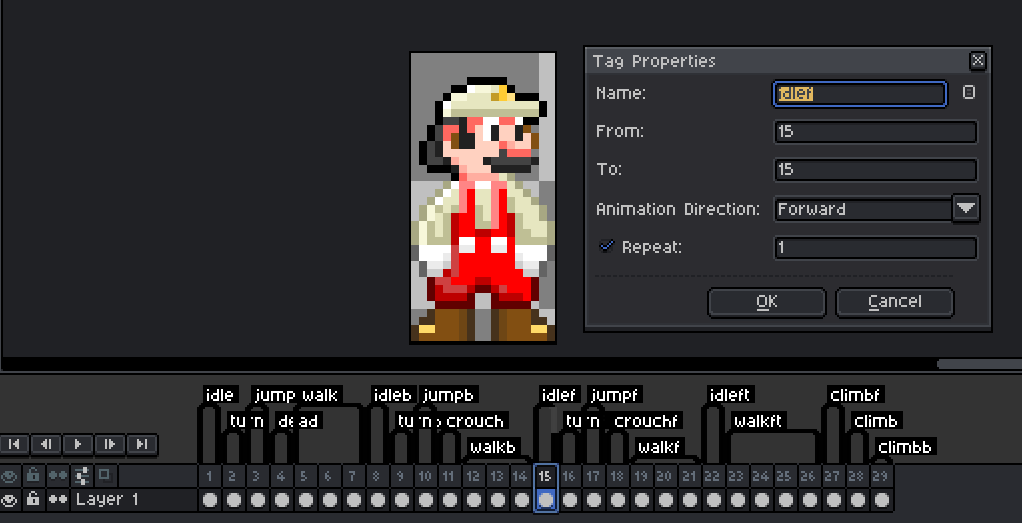 Tag Properties
Name: idlef
From: 15
To: 15
Animation Direction: Forward
Repeat: 1
OK Cancel
idle jump walk idleb jumpb idlef jumpf idleft climbf
turn dead turn crouch turn crouchf walkft climb
walkb walkf climbb
1 2 3 4 5 6 7 8 9 10 11 12 13 14 15 16 17 18 19 20 21 22 23 24 25 26 27 28 29
Layer 1